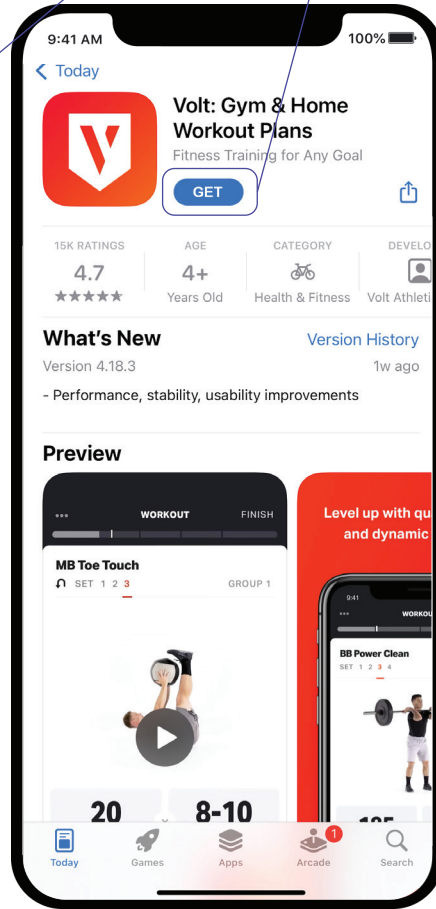 9:41 AM 100%
Today
Volt: Gym & Home
Workout Plans
Fitness Training for Any Goal
GET
15K RATINGS AGE CATEGORY DEVELO
4.7 4+
Years Old Health & Fitness Volt Athleti
What's New Version History
Version 4.18.3 1w ago
- Performance, stability, usability improvements
Preview
WORKOUT FINISH
Level up with qu
and dynamic
MB Toe Touch
SET 1 2 3 GROUP 1
9:41
WORKOU
BB Power Clean
SET 1 2 3 4
20 × 8-10
1
Today Games Apps Arcade Search